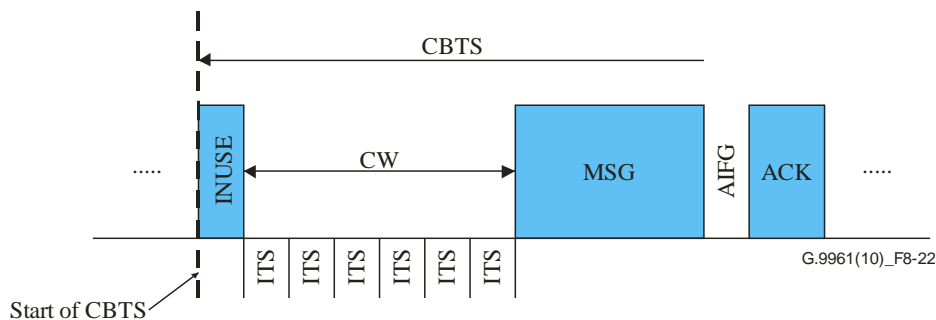 CBTS
INUSE
CW
MSG
AIFG
ACK
.....
.....
ITS
ITS
ITS
ITS
ITS
ITS
G.9961(10)_F8-22
Start of CBTS